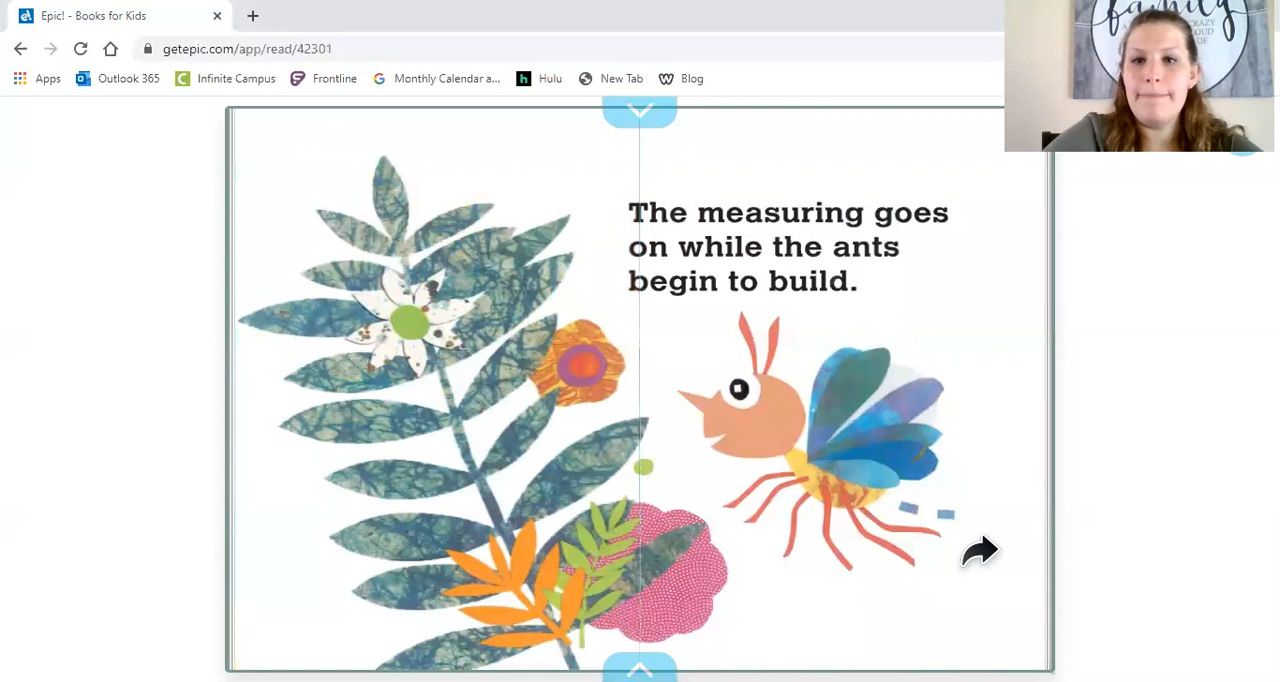 Epic! - Books for Kids
getepic.com/app/read/42301
Apps Outlook 365 Infinite Campus Frontline Monthly Calendar a... Hulu New Tab Blog
family
The measuring goes
on while the ants
begin to build.